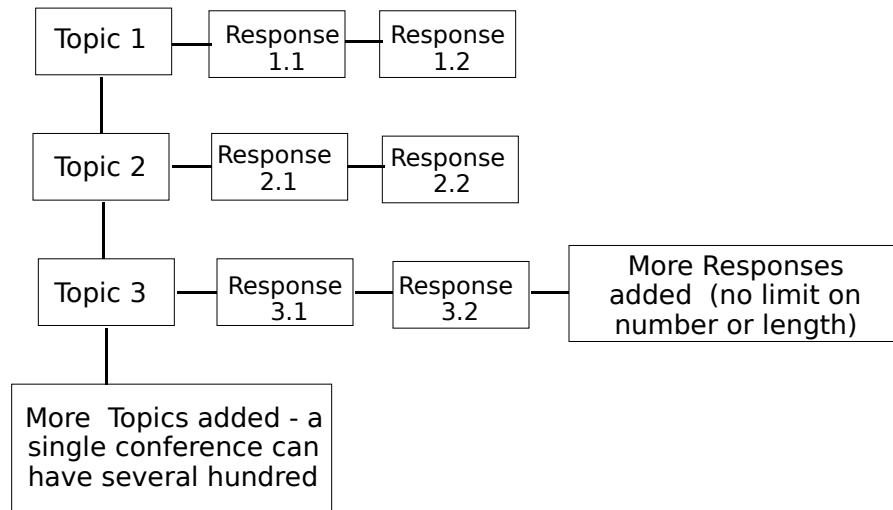 Topic 1
Response
1.1
Response
1.2
Topic 2
Response
2.1
Response
2.2
Topic 3
Response
3.1
Response
3.2
More Responses
added  (no limit on
number or length)
More  Topics added - a
single conference can
have several hundred